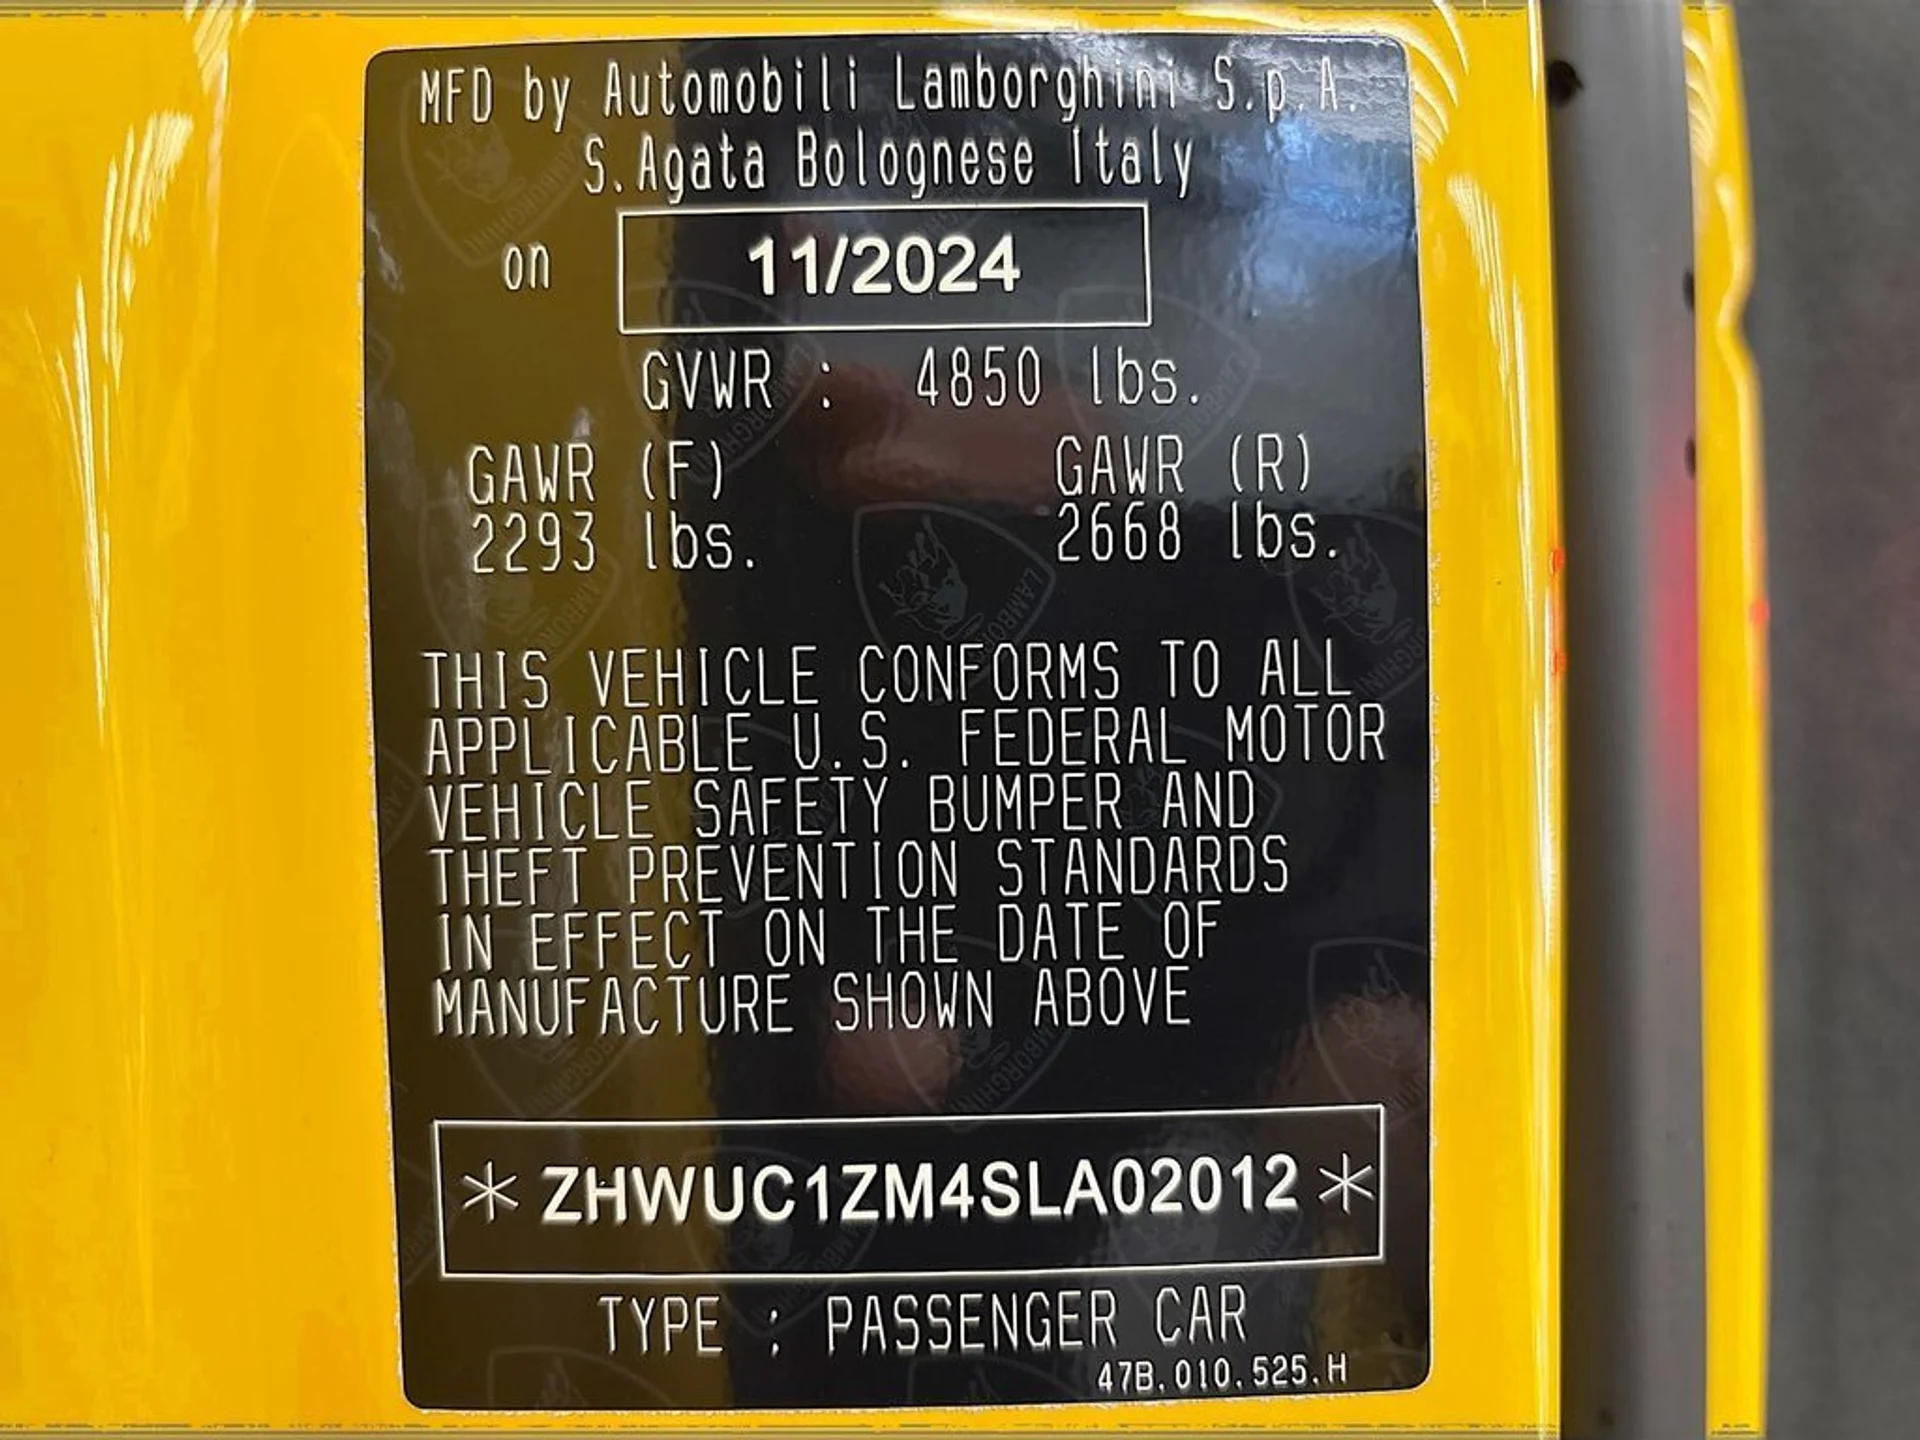 MFD by Automobili Lamborghini S.p.A.
S.Agata Bolognese Italy
on 11/2024
GVWR : 4850 lbs.
GAWR (F) GAWR (R)
2293 lbs. 2668 lbs.
THIS VEHICLE CONFORMS TO ALL
APPLICABLE U.S. FEDERAL MOTOR
VEHICLE SAFETY BUMPER AND
THEFT PREVENTION STANDARDS
IN EFFECT ON THE DATE OF
MANUFACTURE SHOWN ABOVE
* ZHWUC1ZM4SLA02012 *
TYPE : PASSENGER CAR
47B.010.525.H
LAMBORGHINI